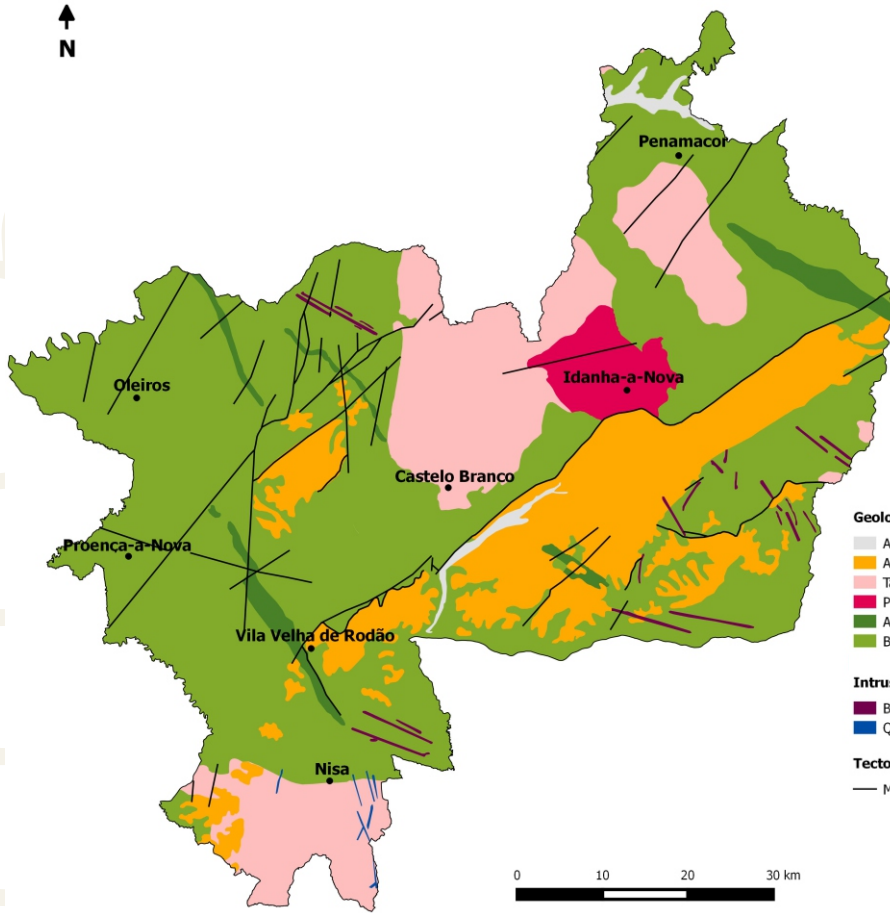 N
Penamacor
Oleiros
Idanha-a-Nova
Castelo Branco
Proença-a-Nova
Vila Velha de Rodão
Nisa
0 10 20 30 km